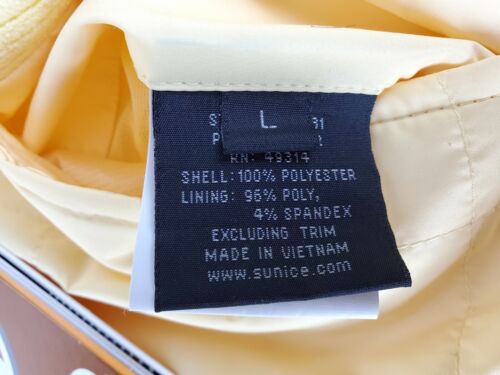 L
RN: 49314
SHELL: 100% POLYESTER
LINING: 96% POLY,
4% SPANDEX
EXCLUDING TRIM
MADE IN VIETNAM
www.sunice.com